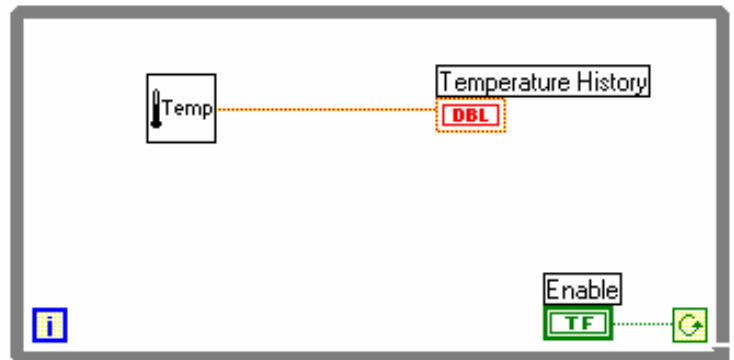 Temperature History
Temp
DBL
Enable
i
TF